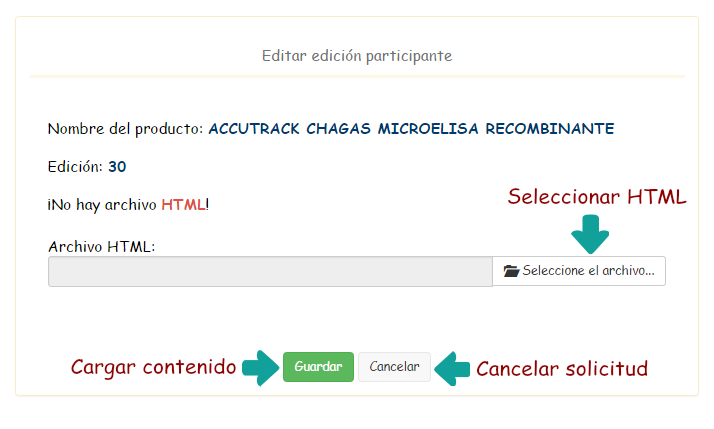 Editar edición participante
Nombre del producto: ACCUTRACK CHAGAS MICROELISA RECOMBINANTE
Edición: 30
¡No hay archivo HTML!
Seleccionar HTML
Archivo HTML:
Seleccione el archivo...
Cargar contenido
Guardar
Cancelar
Cancelar solicitud